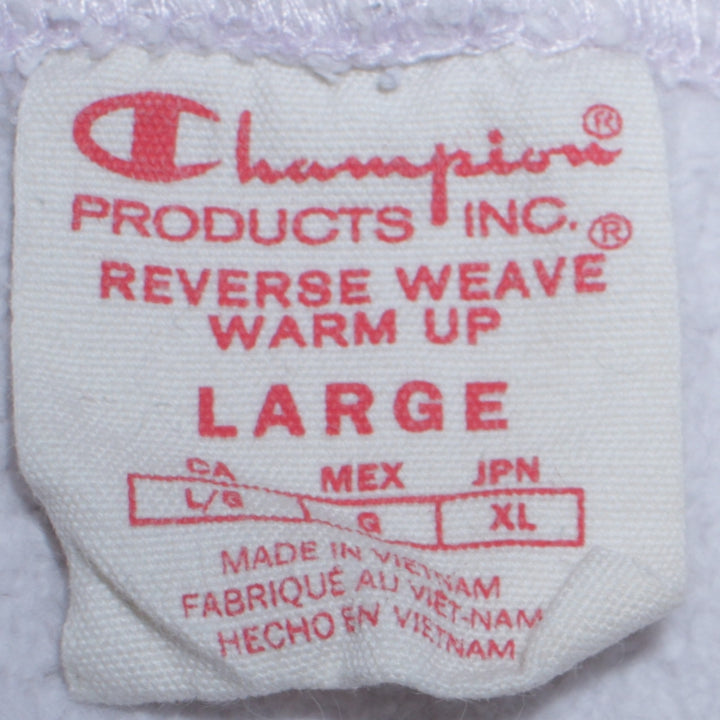 Champion®
PRODUCTS INC.®
REVERSE WEAVE
WARM UP
LARGE
CA MEX JPN
L/G G XL
MADE IN VIETNAM
FABRIQUÉ AU VIÊT-NAM
HECHO EN VIETNAM